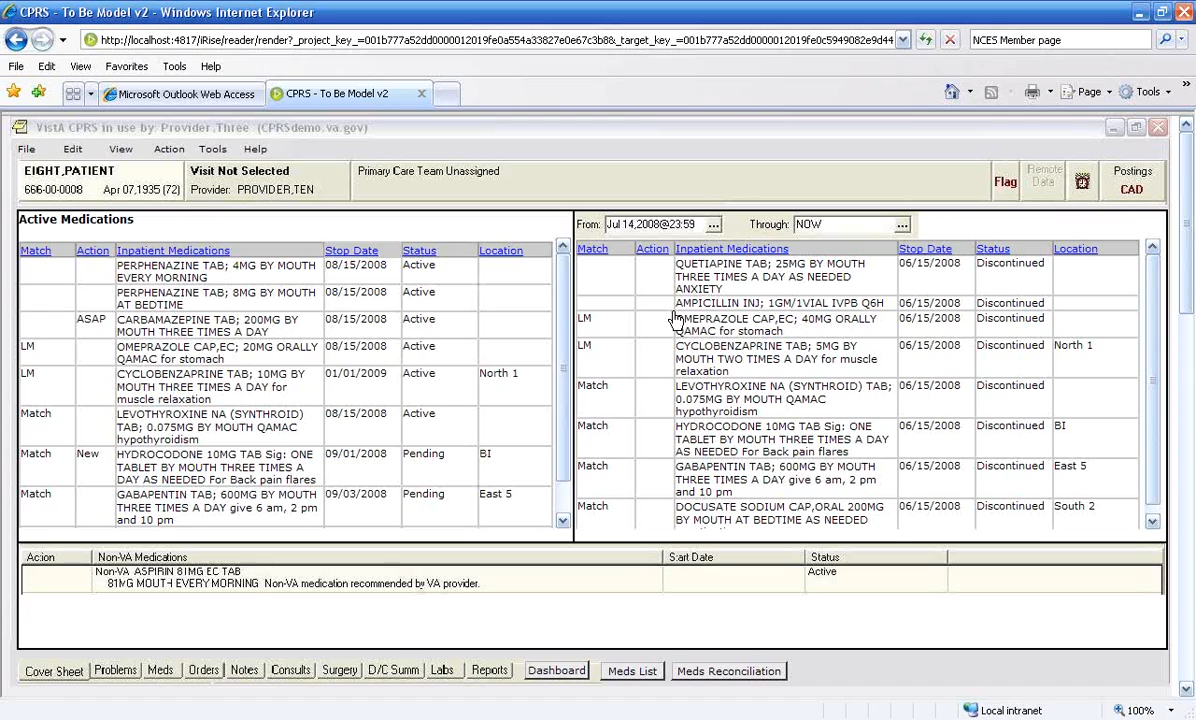 CPRS - To Be Model v2 - Windows Internet Explorer
http://localhost:4817/iRise/reader/render?_project_key_=001b777a52dd0000012019fe0a554a33827e0e67c3b8&_target_key_=001b777a52dd0000012019fe0c5949082e9d44
NCES Member page
File Edit View Favorites Tools Help
Microsoft Outlook Web Access
CPRS - To Be Model v2
Page Tools
VistA CPRS in use by: Provider,Three (CPRSdemo.va.gov)
File Edit View Action Tools Help
EIGHT,PATIENT
666-00-0008 Apr 07,1935 (72)
Visit Not Selected
Provider: PROVIDER,TEN
Primary Care Team Unassigned
Flag
Remote
Data
Postings
CAD
Active Medications
Match Action Inpatient Medications Stop Date Status Location
PERPHENAZINE TAB; 4MG BY MOUTH 08/15/2008 Active
EVERY MORNING
PERPHENAZINE TAB; 8MG BY MOUTH 08/15/2008 Active
AT BEDTIME
ASAP CARBAMAZEPINE TAB; 200MG BY 08/15/2008 Active
MOUTH THREE TIMES A DAY
LM OMEPRAZOLE CAP,EC; 20MG ORALLY 08/15/2008 Active
QAMAC for stomach
LM CYCLOBENZAPRINE TAB; 10MG BY 01/01/2009 Active North 1
MOUTH THREE TIMES A DAY for
muscle relaxation
Match LEVOTHYROXINE NA (SYNTHROID) 08/15/2008 Active
TAB; 0.075MG BY MOUTH QAMAC
hypothyroidism
Match New HYDROCODONE 10MG TAB Sig: ONE 09/01/2008 Pending BI
TABLET BY MOUTH THREE TIMES A
DAY AS NEEDED For Back pain flares
Match GABAPENTIN TAB; 600MG BY MOUTH 09/03/2008 Pending East 5
THREE TIMES A DAY give 6 am, 2 pm
and 10 pm
From: Jul 14,2008@23:59 ... Through: NOW ...
Match Action Inpatient Medications Stop Date Status Location
QUETIAPINE TAB; 25MG BY MOUTH 06/15/2008 Discontinued
THREE TIMES A DAY AS NEEDED
ANXIETY
AMPICILLIN INJ; 1GM/1VIAL IVPB Q6H 06/15/2008 Discontinued
LM OMEPRAZOLE CAP,EC; 40MG ORALLY 06/15/2008 Discontinued
QAMAC for stomach
LM CYCLOBENZAPRINE TAB; 5MG BY 06/15/2008 Discontinued North 1
MOUTH TWO TIMES A DAY for muscle
relaxation
Match LEVOTHYROXINE NA (SYNTHROID) TAB; 06/15/2008 Discontinued
0.075MG BY MOUTH QAMAC
hypothyroidism
Match HYDROCODONE 10MG TAB Sig: ONE 06/15/2008 Discontinued BI
TABLET BY MOUTH THREE TIMES A DAY
AS NEEDED for Back pain flares
Match GABAPENTIN TAB; 600MG BY MOUTH 06/15/2008 Discontinued East 5
THREE TIMES A DAY give 6 am, 2 pm
and 10 pm
Match DOCUSATE SODIUM CAP,ORAL 200MG 06/15/2008 Discontinued South 2
BY MOUTH AT BEDTIME AS NEEDED
Action Non-VA Medications Start Date Status
Non-VA ASPIRIN 81MG EC TAB Active
81MG MOUTH EVERY MORNING Non-VA medication recommended by VA provider.
Cover Sheet Problems Meds Orders Notes Consults Surgery D/C Summ Labs Reports Dashboard Meds List Meds Reconciliation
Local intranet 100%